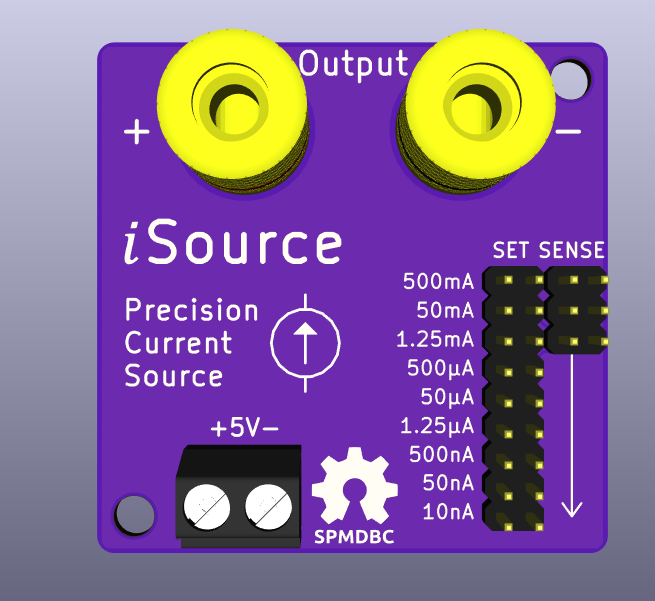 Output
+ −
iSource
SET SENSE
500mA
50mA
1.25mA
500µA
50µA
1.25µA
500nA
50nA
10nA
Precision
Current
Source
+5V−
SPMDBC